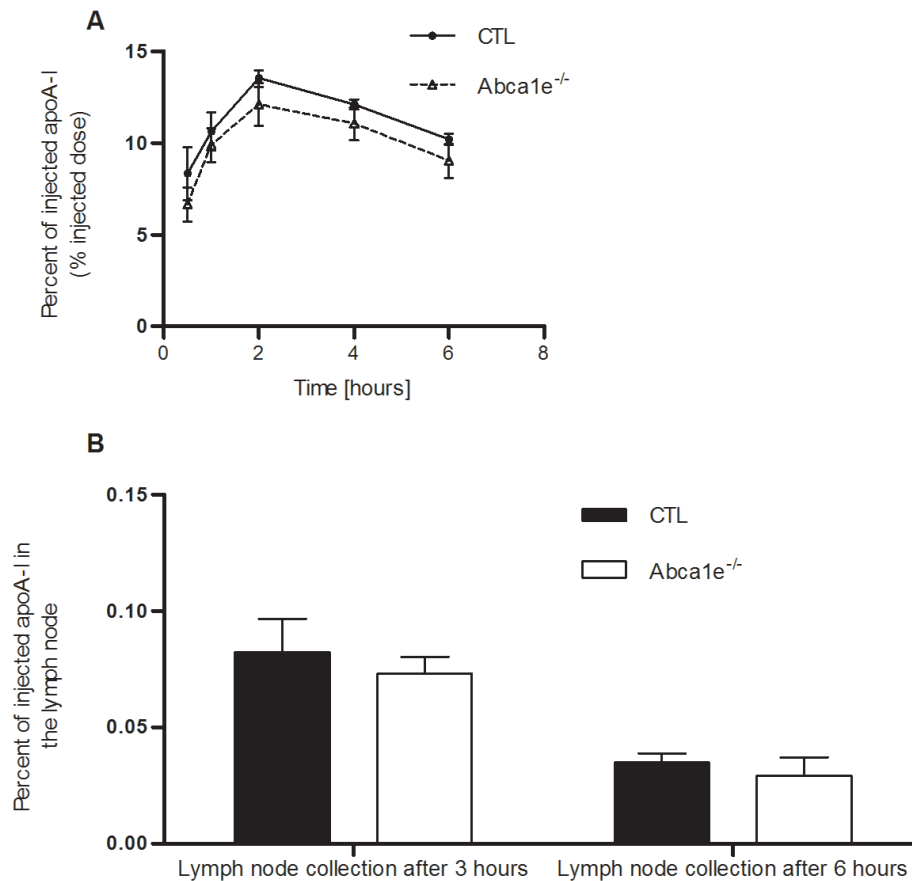 A
CTL
Abca1e-/-
15
10
5
0
Percent of injected apoA-I
(% injected dose)
0 2 4 6 8
Time [hours]
B
0.15
0.10
0.05
0.00
Percent of injected apoA-I in
the lymph node
CTL
Abca1e-/-
Lymph node collection after 3 hours Lymph node collection after 6 hours